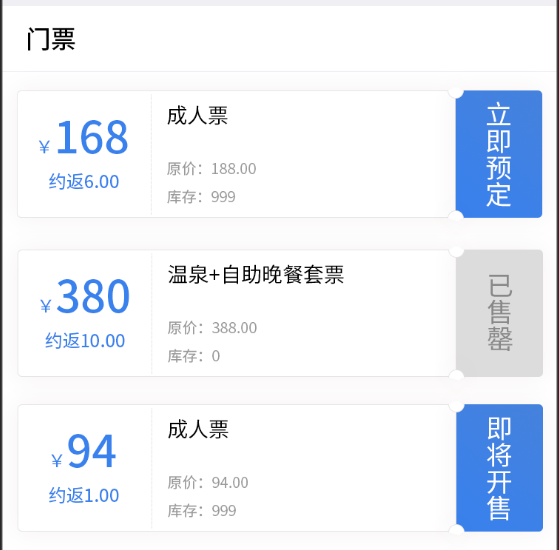 门票
¥168
约返6.00
成人票
原价：188.00
库存：999
立即预定
¥380
约返10.00
温泉+自助晚餐套票
原价：388.00
库存：0
已售罄
¥94
约返1.00
成人票
原价：94.00
库存：999
即将开售